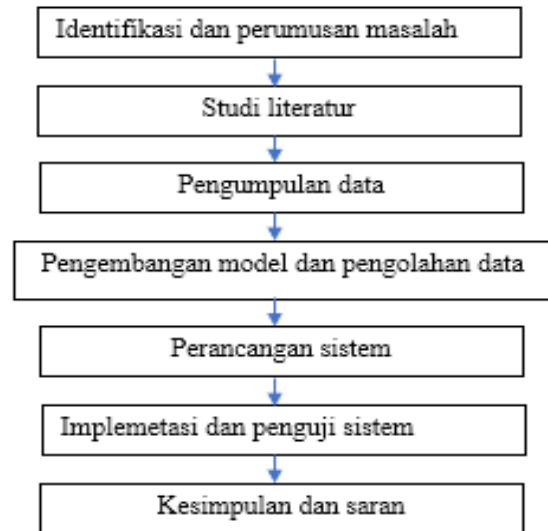 Identifikasi dan perumusan masalah
Studi literatur
Pengumpulan data
Pengembangan model dan pengolahan data
Perancangan sistem
Implemetasi dan penguji sistem
Kesimpulan dan saran